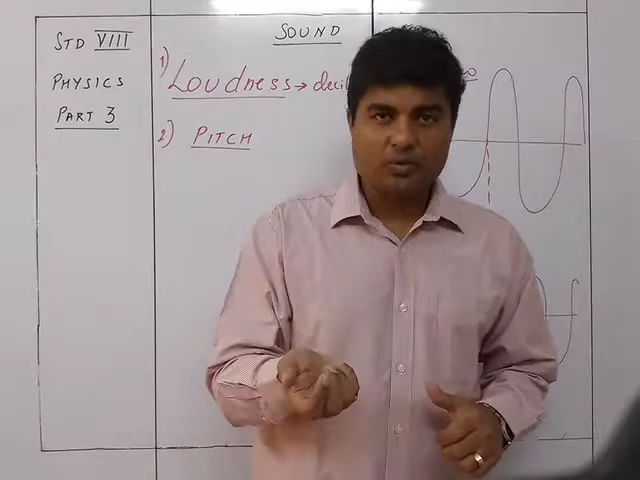 STD VIII
PHYSICS
PART 3
SOUND
1) Loudness → deci
2) PITCH